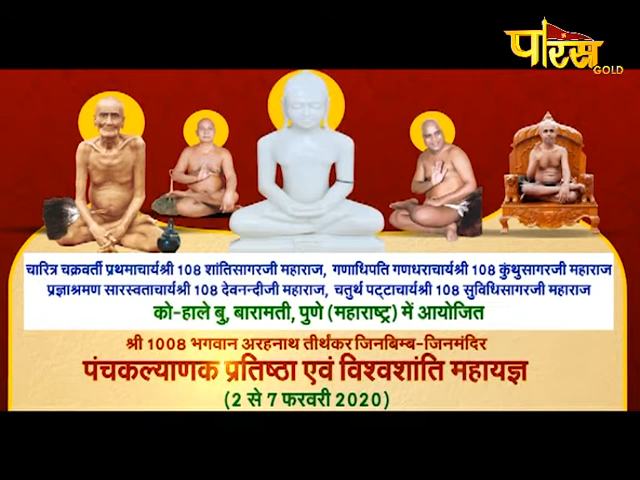 पारस
GOLD
चारित्र चक्रवर्ती प्रथमाचार्यश्री 108 शांतिसागरजी महाराज, गणाधिपति गणधराचार्यश्री 108 कुंथुसागरजी महाराज
प्रज्ञाश्रमण सारस्वताचार्यश्री 108 देवनन्दीजी महाराज, चतुर्थ पट्टाचार्यश्री 108 सुविधिसागरजी महाराज
को-हाले बु, बारामती, पुणे (महाराष्ट्र) में आयोजित
श्री 1008 भगवान अरहनाथ तीर्थंकर जिनबिम्ब-जिनमंदिर
पंचकल्याणक प्रतिष्ठा एवं विश्वशांति महायज्ञ
(2 से 7 फरवरी 2020)